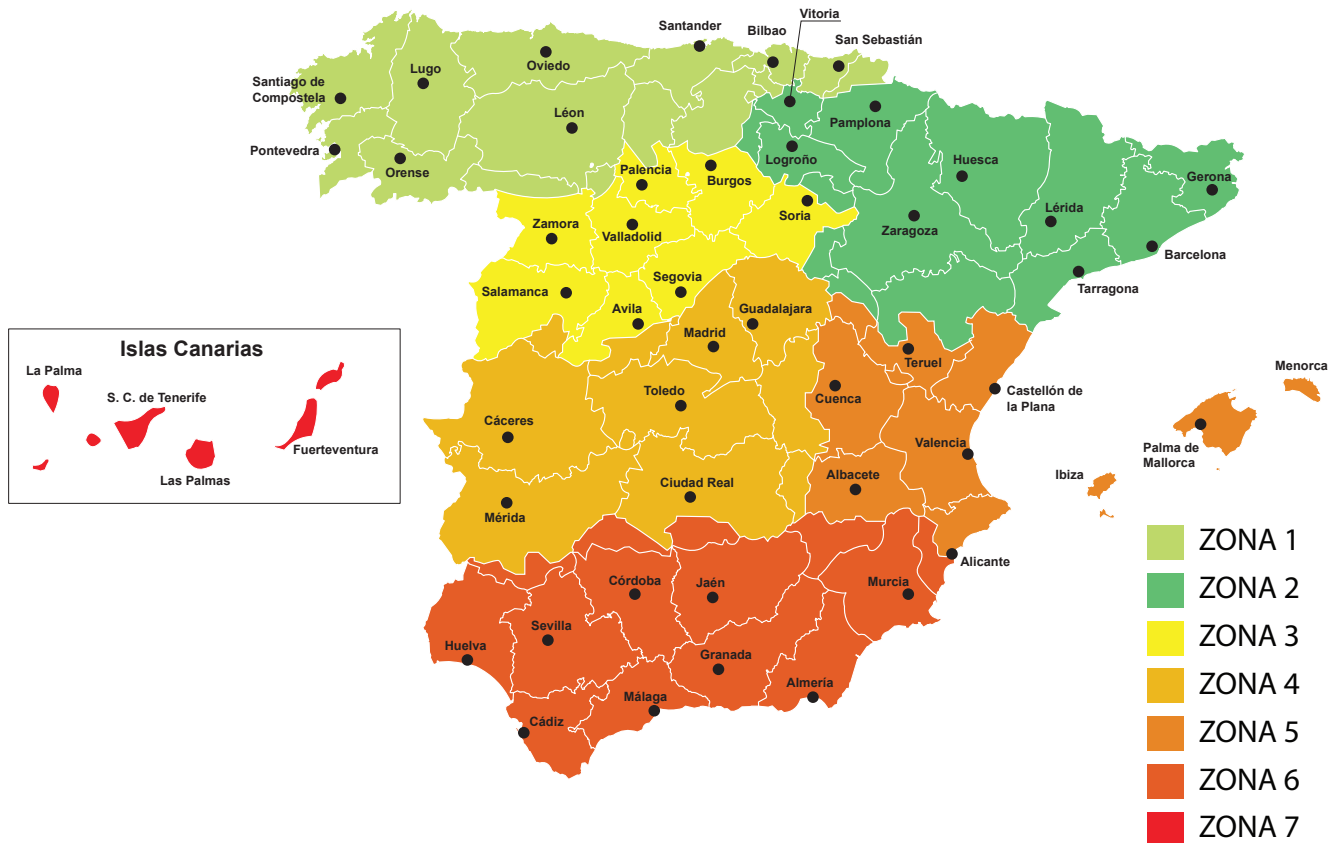 Vitoria
Santander
Bilbao
San Sebastián
Oviedo
Lugo
Santiago de
Compostela
Léon
Pamplona
Pontevedra
Orense
Logroño
Huesca
Palencia
Burgos
Gerona
Soria
Lérida
Zamora
Valladolid
Zaragoza
Barcelona
Segovia
Tarragona
Salamanca
Avila
Guadalajara
Madrid
Islas Canarias
La Palma
S. C. de Tenerife
Fuerteventura
Las Palmas
Teruel
Menorca
Toledo
Cuenca
Castellón de
la Plana
Cáceres
Valencia
Palma de
Mallorca
Ibiza
Ciudad Real
Albacete
Mérida
Alicante
Córdoba
Jaén
Murcia
Sevilla
Huelva
Granada
Almería
Málaga
Cádiz
ZONA 1
ZONA 2
ZONA 3
ZONA 4
ZONA 5
ZONA 6
ZONA 7